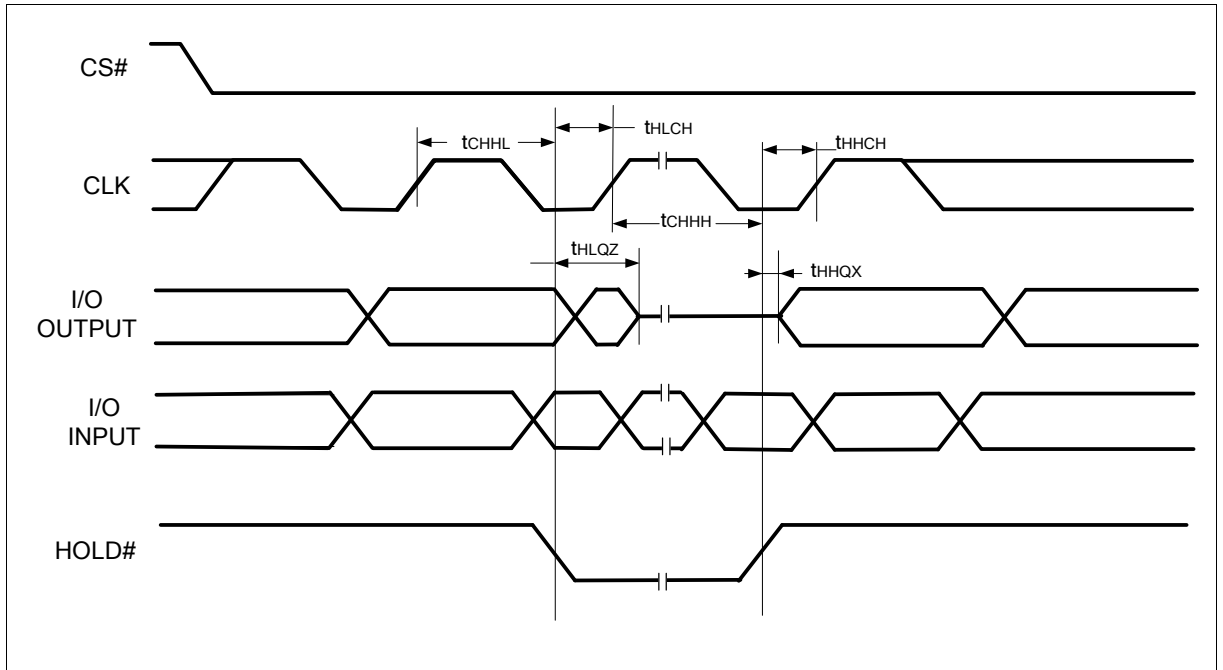 CS#
tHLCH
tCHHL
tHHCH
CLK
tCHHH
tHLQZ
tHHQX
I/O
OUTPUT
I/O
INPUT
HOLD#